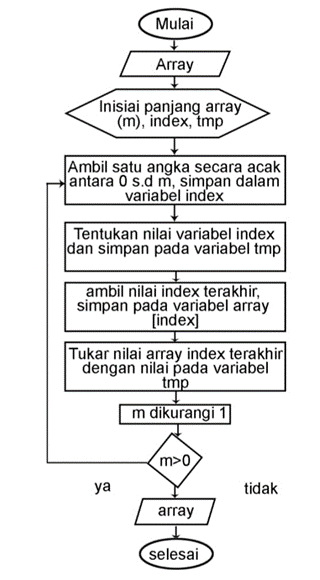 Mulai
Array
Inisiai panjang array
(m), index, tmp
Ambil satu angka secara acak
antara 0 s.d m, simpan dalam
variabel index
Tentukan nilai variabel index
dan simpan pada variabel tmp
ambil nilai index terakhir,
simpan pada variabel array
[index]
Tukar nilai array index terakhir
dengan nilai pada variabel
tmp
m dikurangi 1
m>0
ya
tidak
array
selesai